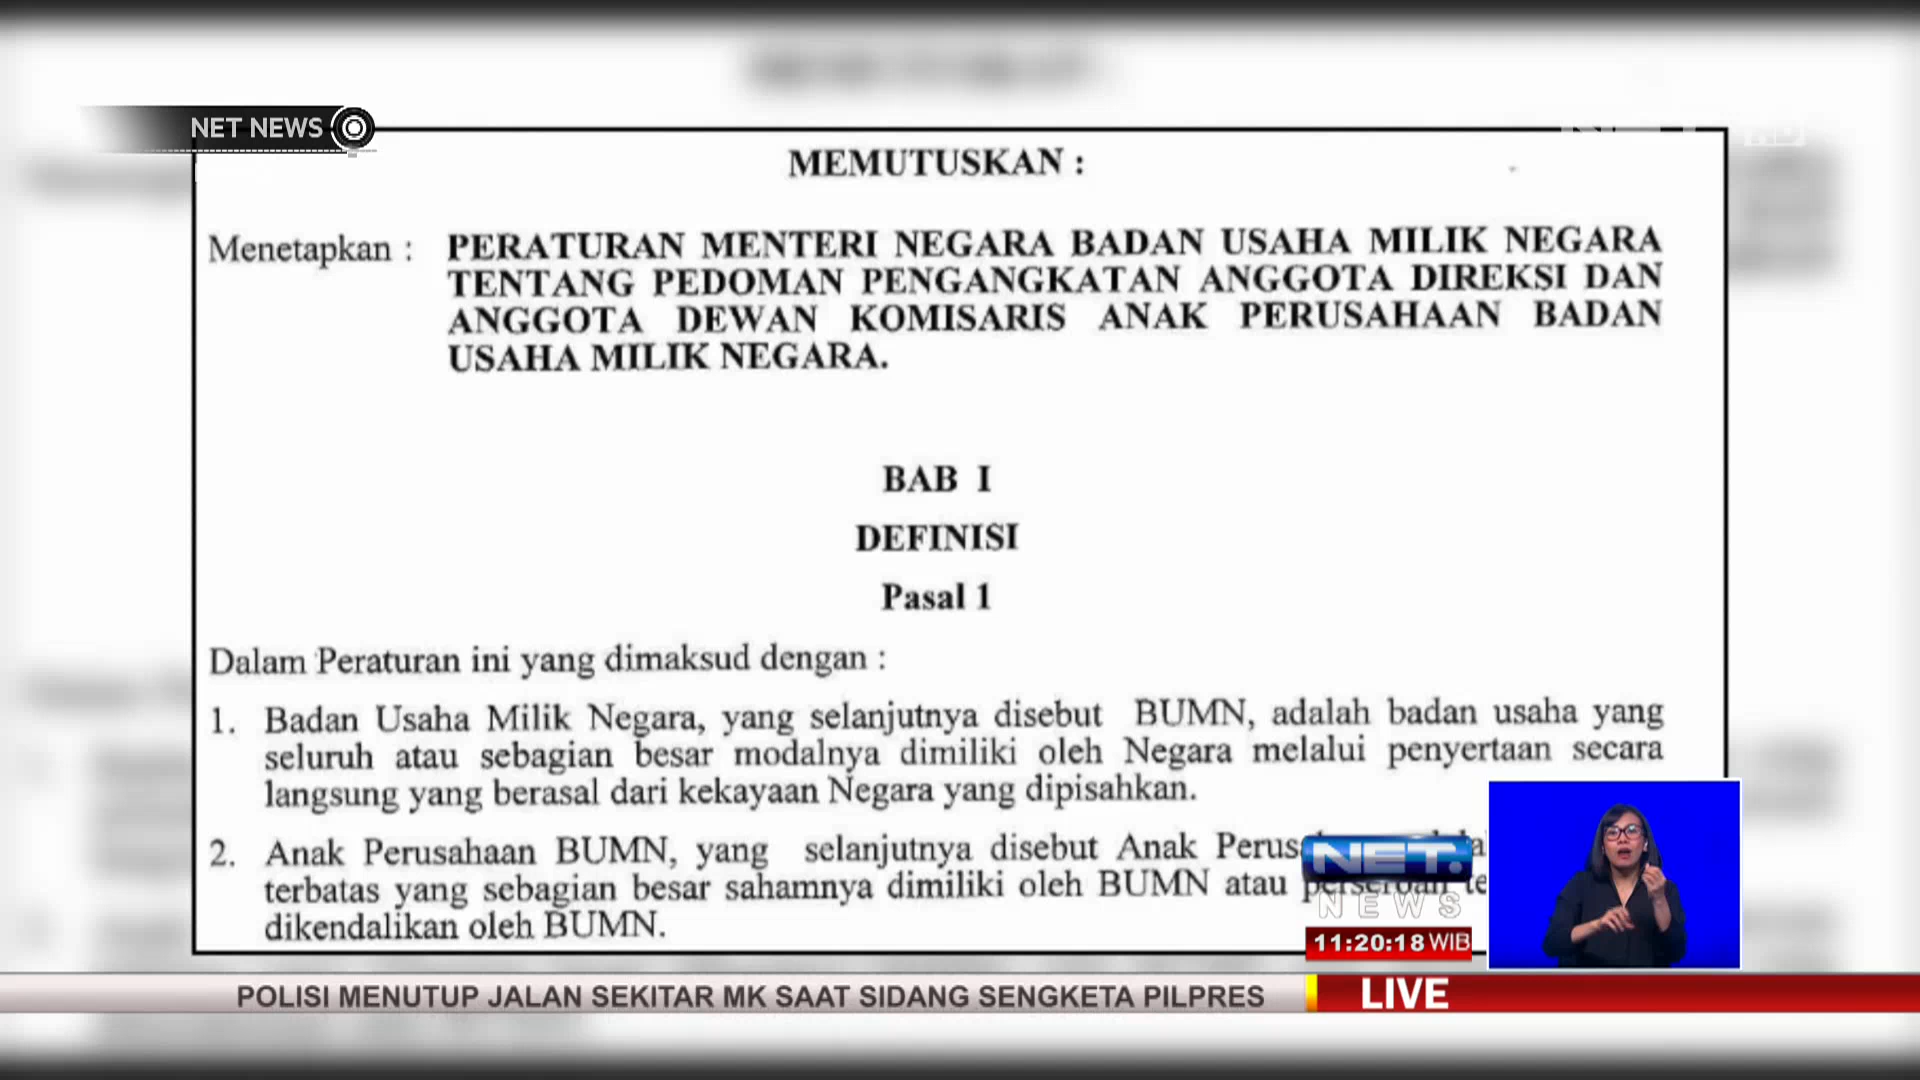 NET NEWS
MEMUTUSKAN :
Menetapkan : PERATURAN MENTERI NEGARA BADAN USAHA MILIK NEGARA
TENTANG PEDOMAN PENGANGKATAN ANGGOTA DIREKSI DAN
ANGGOTA DEWAN KOMISARIS ANAK PERUSAHAAN BADAN
USAHA MILIK NEGARA.
BAB I
DEFINISI
Pasal 1
Dalam Peraturan ini yang dimaksud dengan :
1. Badan Usaha Milik Negara, yang selanjutnya disebut BUMN, adalah badan usaha yang
seluruh atau sebagian besar modalnya dimiliki oleh Negara melalui penyertaan secara
langsung yang berasal dari kekayaan Negara yang dipisahkan.
2. Anak Perusahaan BUMN, yang selanjutnya disebut Anak
terbatas yang sebagian besar sahamnya dimiliki oleh BUMN atau perseroan
dikendalikan oleh BUMN.
NET.
NEWS
11:20:18 WIB
POLISI MENUTUP JALAN SEKITAR MK SAAT SIDANG SENGKETA PILPRES
LIVE